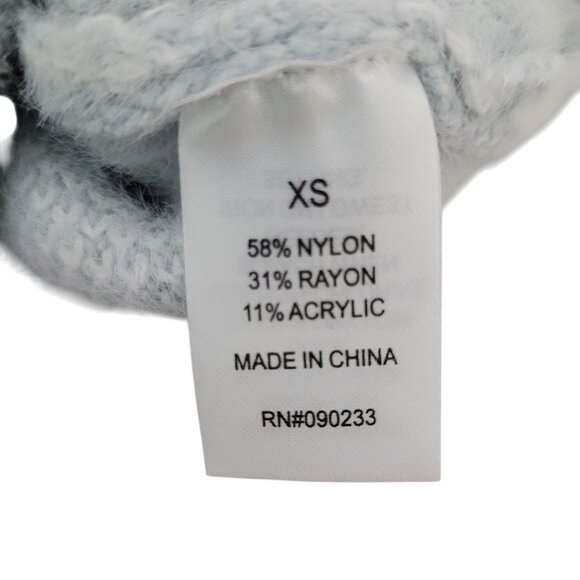 XS
58% NYLON
31% RAYON
11% ACRYLIC
MADE IN CHINA
RN#090233